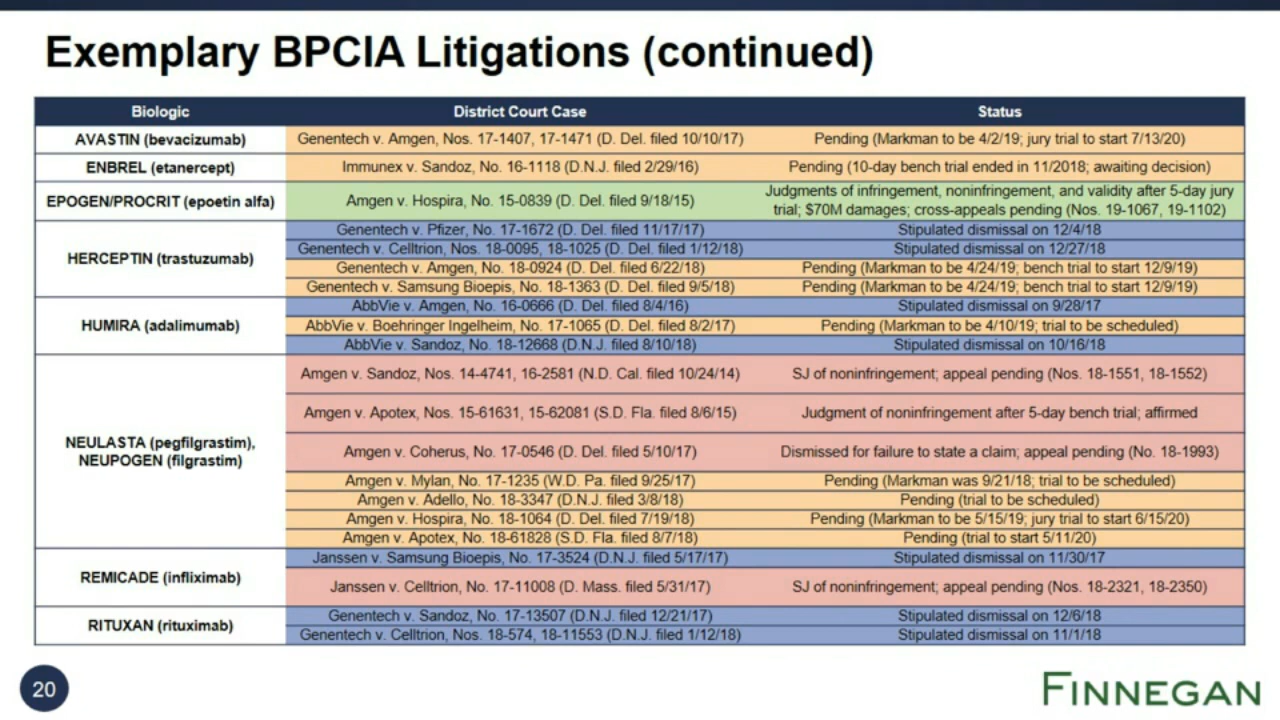 Exemplary BPCIA Litigations (continued)
Biologic District Court Case Status
AVASTIN (bevacizumab) Genentech v. Amgen, Nos. 17-1407, 17-1471 (D. Del. filed 10/10/17) Pending (Markman to be 4/2/19; jury trial to start 7/13/20)
ENBREL (etanercept) Immunex v. Sandoz, No. 16-1118 (D.N.J. filed 2/29/16) Pending (10-day bench trial ended in 11/2018; awaiting decision)
EPOGEN/PROCRIT (epoetin alfa) Amgen v. Hospira, No. 15-0839 (D. Del. filed 9/18/15) Judgments of infringement, noninfringement, and validity after 5-day jury
trial; $70M damages; cross-appeals pending (Nos. 19-1067, 19-1102)
HERCEPTIN (trastuzumab)
Genentech v. Pfizer, No. 17-1672 (D. Del. filed 11/17/17) Stipulated dismissal on 12/4/18
Genentech v. Celltrion, Nos. 18-0095, 18-1025 (D. Del. filed 1/12/18) Stipulated dismissal on 12/27/18
Genentech v. Amgen, No. 18-0924 (D. Del. filed 6/22/18) Pending (Markman to be 4/24/19; bench trial to start 12/9/19)
Genentech v. Samsung Bioepis, No. 18-1363 (D. Del. filed 9/5/18) Pending (Markman to be 4/24/19; bench trial to start 12/9/19)
HUMIRA (adalimumab)
AbbVie v. Amgen, No. 16-0666 (D. Del. filed 8/4/16) Stipulated dismissal on 9/28/17
AbbVie v. Boehringer Ingelheim, No. 17-1065 (D. Del. filed 8/2/17) Pending (Markman to be 4/10/19; trial to be scheduled)
AbbVie v. Sandoz, No. 18-12668 (D.N.J. filed 8/10/18) Stipulated dismissal on 10/16/18
NEULASTA (pegfilgrastim),
NEUPOGEN (filgrastim)
Amgen v. Sandoz, Nos. 14-4741, 16-2581 (N.D. Cal. filed 10/24/14) SJ of noninfringement; appeal pending (Nos. 18-1551, 18-1552)
Amgen v. Apotex, Nos. 15-61631, 15-62081 (S.D. Fla. filed 8/6/15) Judgment of noninfringement after 5-day bench trial; affirmed
Amgen v. Coherus, No. 17-0546 (D. Del. filed 5/10/17) Dismissed for failure to state a claim; appeal pending (No. 18-1993)
Amgen v. Mylan, No. 17-1235 (W.D. Pa. filed 9/25/17) Pending (Markman was 9/21/18; trial to be scheduled)
Amgen v. Adello, No. 18-3347 (D.N.J. filed 3/8/18) Pending (trial to be scheduled)
Amgen v. Hospira, No. 18-1064 (D. Del. filed 7/19/18) Pending (Markman to be 5/15/19; jury trial to start 6/15/20)
Amgen v. Apotex, No. 18-61828 (S.D. Fla. filed 8/7/18) Pending (trial to start 5/11/20)
REMICADE (infliximab)
Janssen v. Samsung Bioepis, No. 17-3524 (D.N.J. filed 5/17/17) Stipulated dismissal on 11/30/17
Janssen v. Celltrion, No. 17-11008 (D. Mass. filed 5/31/17) SJ of noninfringement; appeal pending (Nos. 18-2321, 18-2350)
RITUXAN (rituximab)
Genentech v. Sandoz, No. 17-13507 (D.N.J. filed 12/21/17) Stipulated dismissal on 12/6/18
Genentech v. Celltrion, Nos. 18-574, 18-11553 (D.N.J. filed 1/12/18) Stipulated dismissal on 11/1/18
20
FINNEGAN